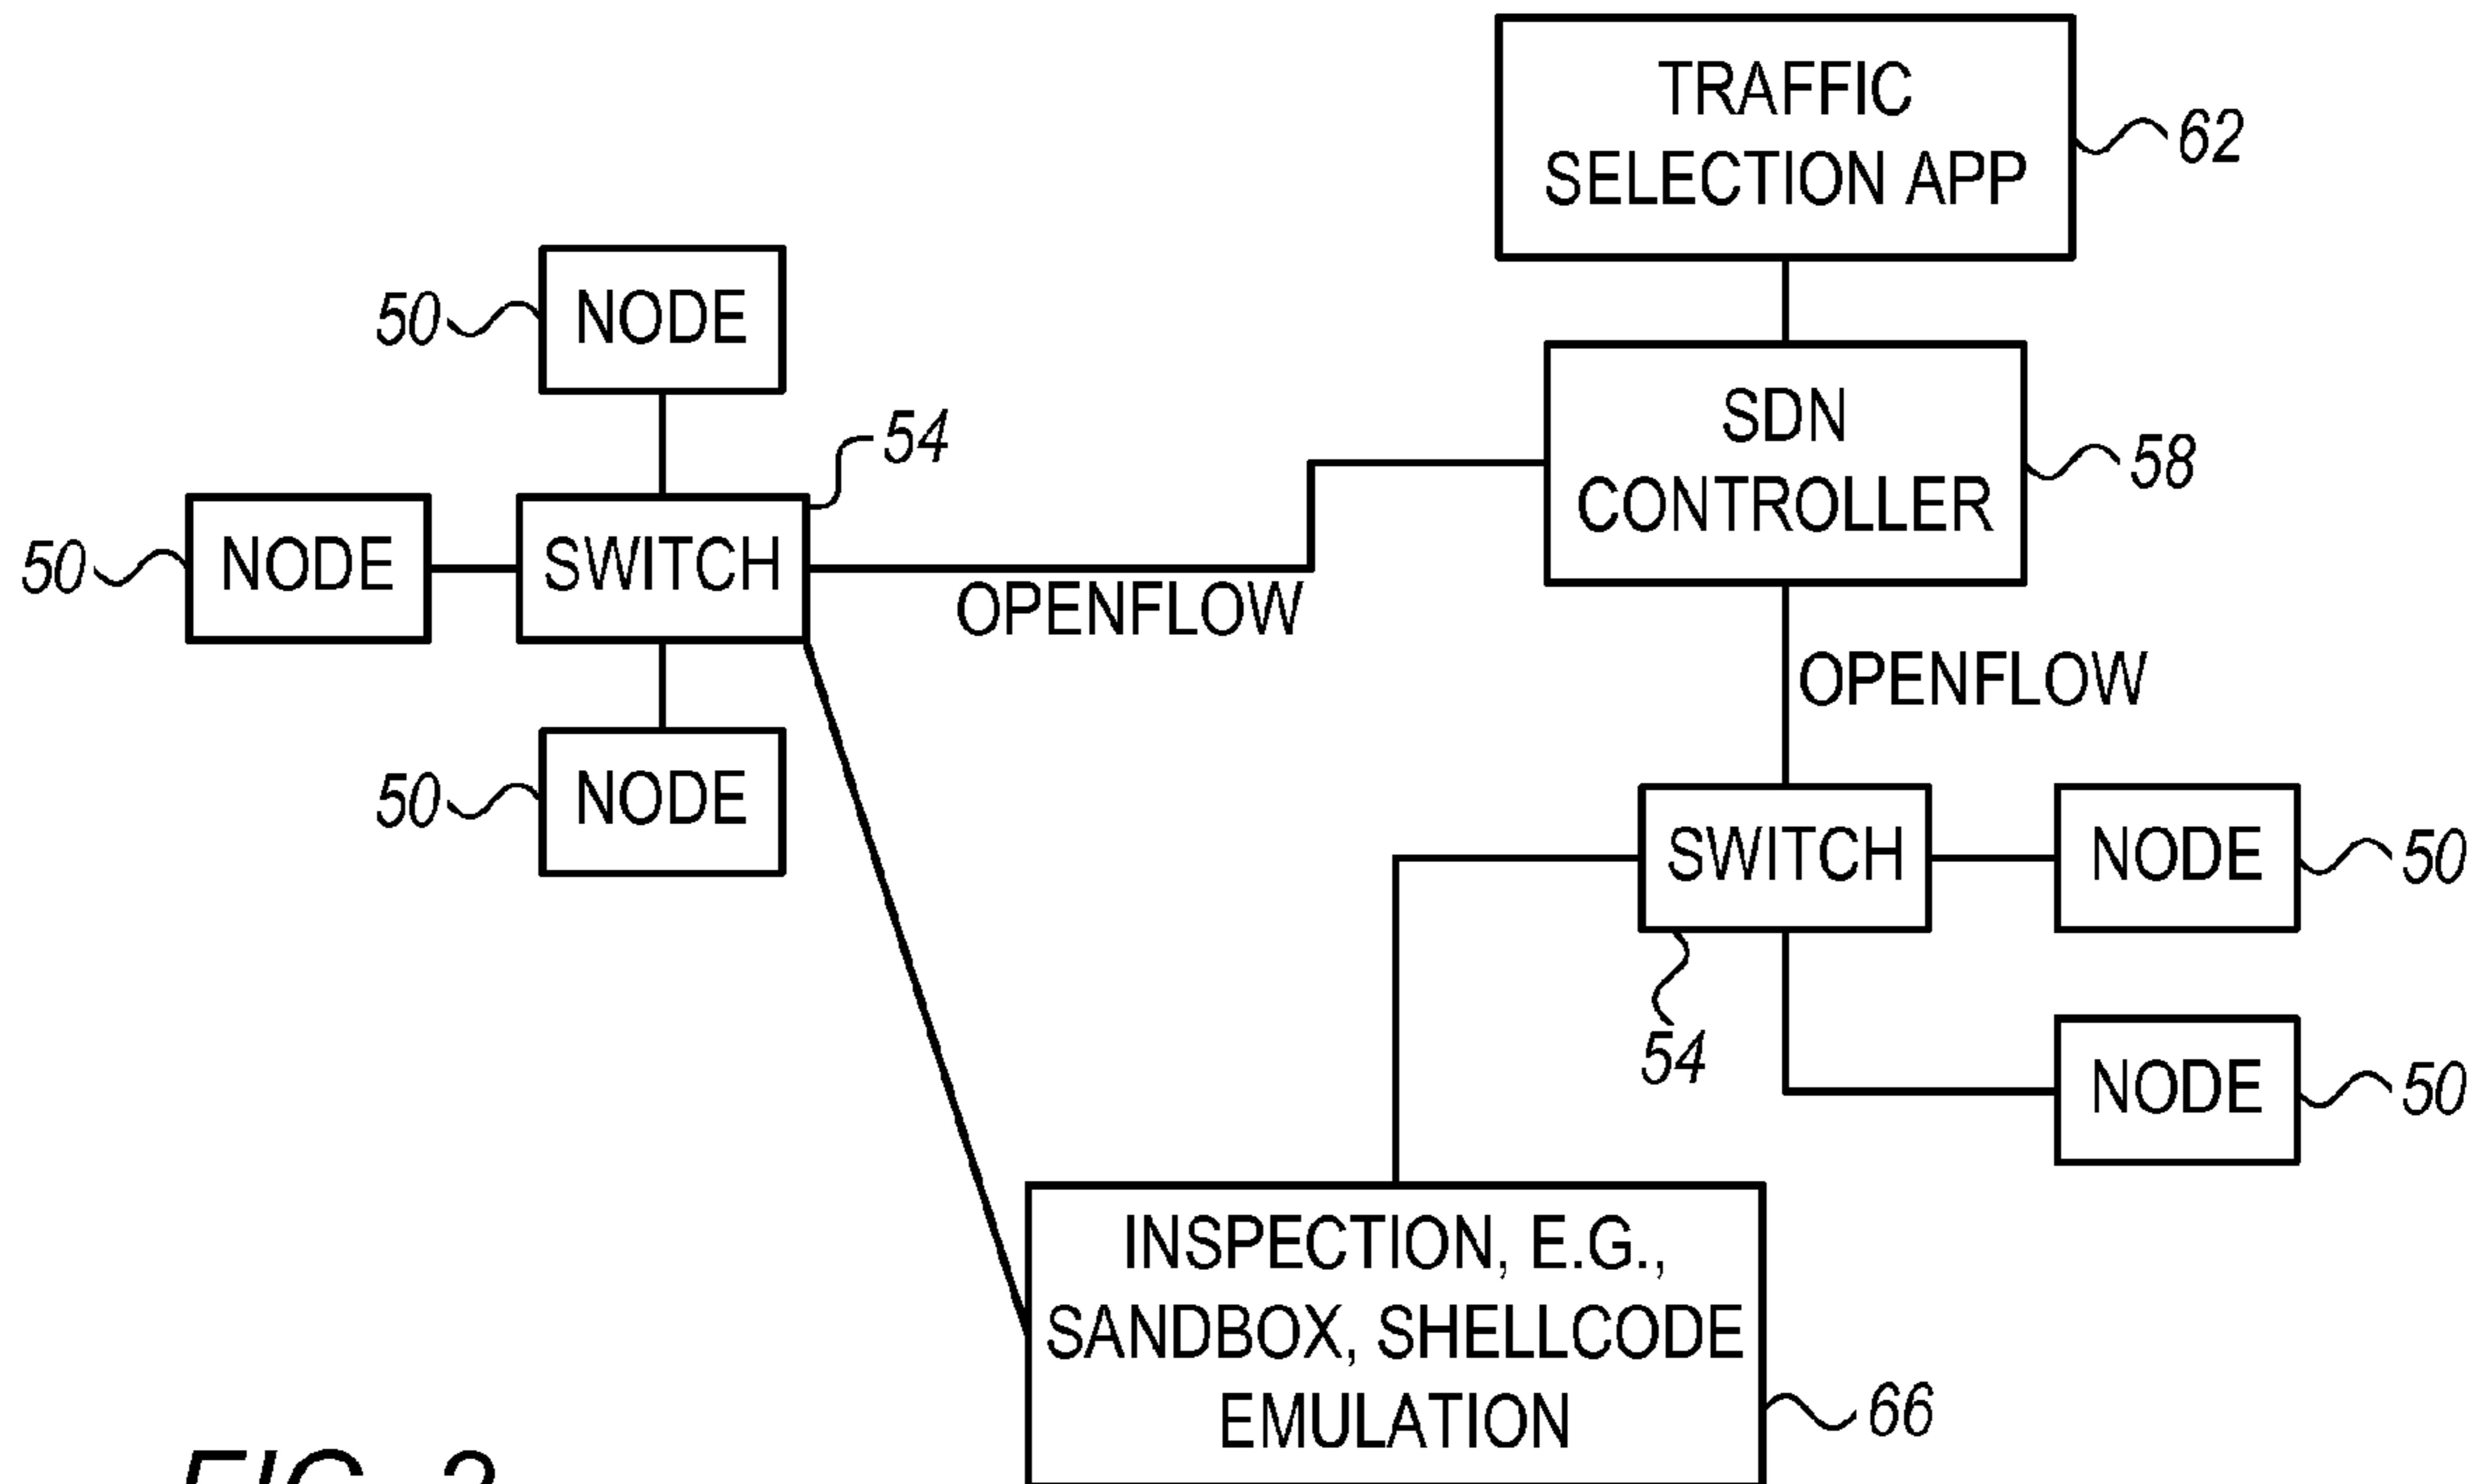 TRAFFIC
SELECTION APP
62
50
NODE
54
SDN
CONTROLLER
58
50
NODE
SWITCH
OPENFLOW
OPENFLOW
50
NODE
SWITCH
NODE
50
54
NODE
50
INSPECTION, E.G.,
SANDBOX, SHELLCODE
EMULATION
66